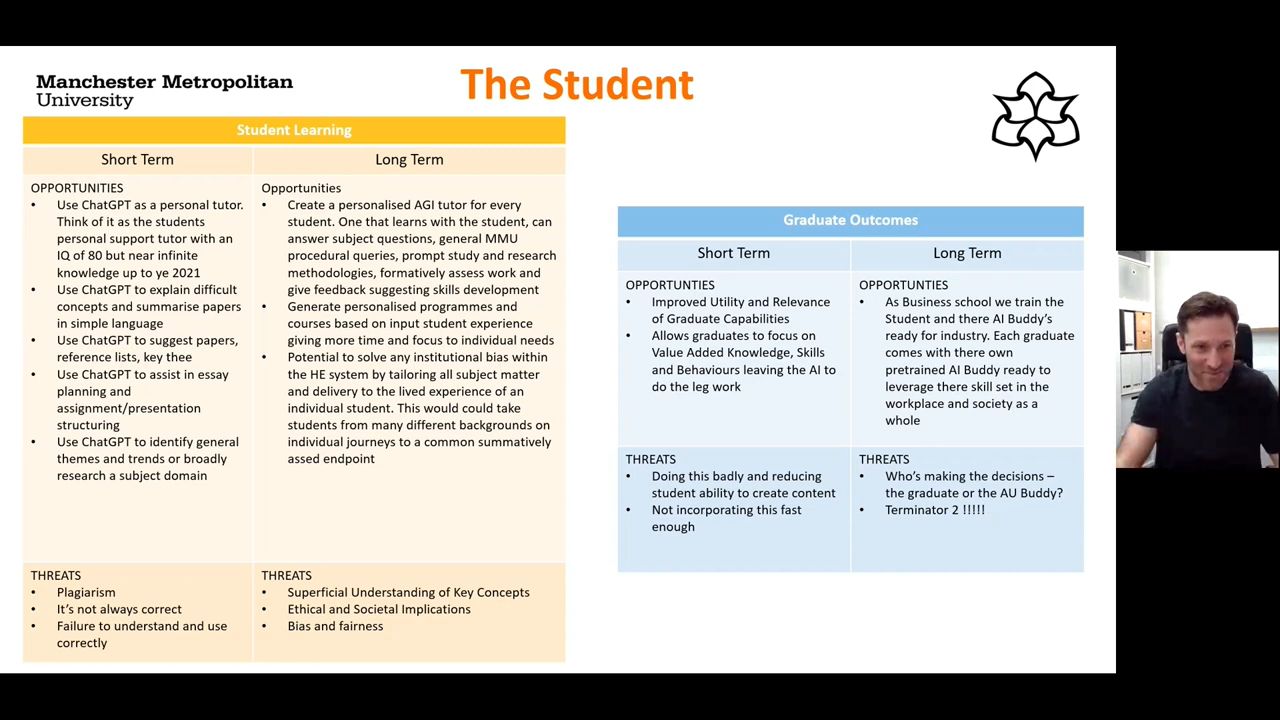 Manchester Metropolitan
University
The Student
Student Learning
Short Term
Long Term
OPPORTUNITIES
• Use ChatGPT as a personal tutor.
Think of it as the students
personal support tutor with an
IQ of 80 but near infinite
knowledge up to ye 2021
• Use ChatGPT to explain difficult
concepts and summarise papers
in simple language
• Use ChatGPT to suggest papers,
reference lists, key thee
• Use ChatGPT to assist in essay
planning and
assignment/presentation
structuring
• Use ChatGPT to identify general
themes and trends or broadly
research a subject domain
Opportunities
• Create a personalised AGI tutor for every
student. One that learns with the student, can
answer subject questions, general MMU
procedural queries, prompt study and research
methodologies, formatively assess work and
give feedback suggesting skills development
• Generate personalised programmes and
courses based on input student experience
giving more time and focus to individual needs
• Potential to solve any institutional bias within
the HE system by tailoring all subject matter
and delivery to the lived experience of an
individual student. This would could take
students from many different backgrounds on
individual journeys to a common summatively
assed endpoint
THREATS
• Plagiarism
• It's not always correct
• Failure to understand and use
correctly
THREATS
• Superficial Understanding of Key Concepts
• Ethical and Societal Implications
• Bias and fairness
Graduate Outcomes
Short Term
Long Term
OPPORTUNITIES
• Improved Utility and Relevance
of Graduate Capabilities
• Allows graduates to focus on
Value Added Knowledge, Skills
and Behaviours leaving the AI to
do the leg work
OPPORTUNITIES
• As Business school we train the
Student and there AI Buddy's
ready for industry. Each graduate
comes with there own
pretrained AI Buddy ready to
leverage there skill set in the
workplace and society as a
whole
THREATS
• Doing this badly and reducing
student ability to create content
• Not incorporating this fast
enough
THREATS
• Who's making the decisions –
the graduate or the AU Buddy?
• Terminator 2 !!!!!